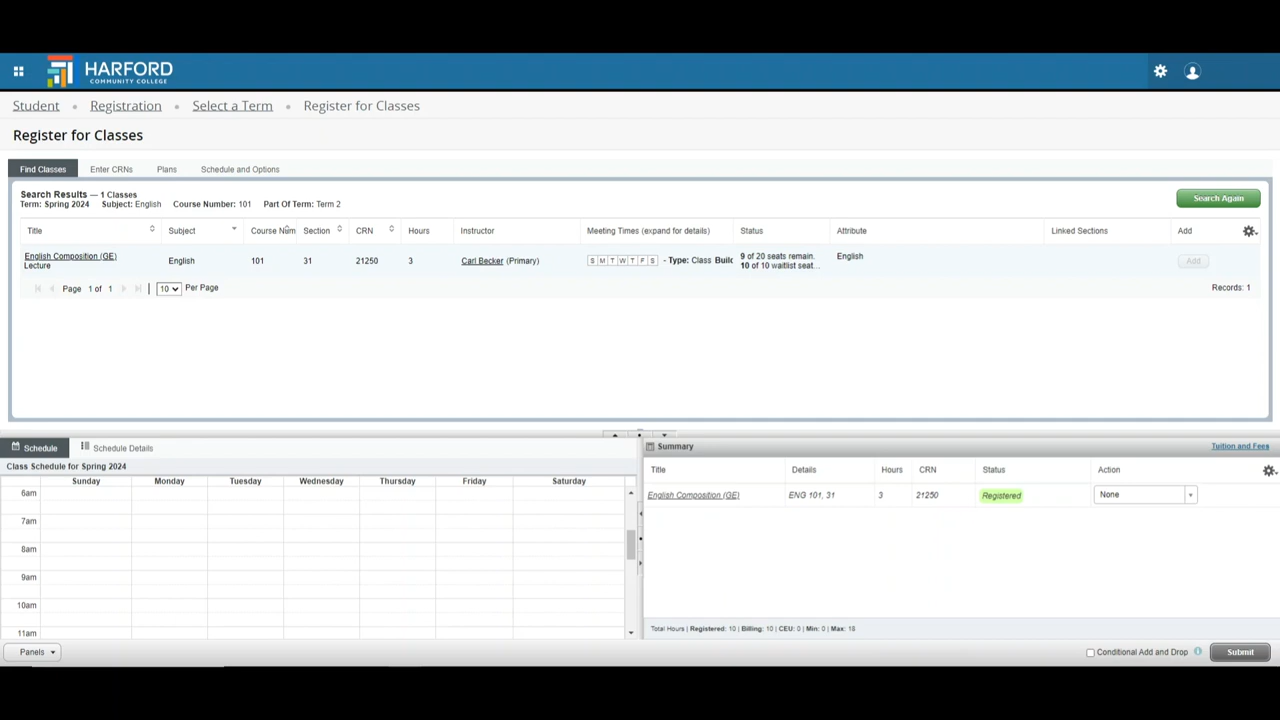 HARFORD
COMMUNITY COLLEGE
Student • Registration • Select a Term • Register for Classes
Register for Classes
Find Classes Enter CRNs Plans Schedule and Options
Search Results — 1 Classes
Term: Spring 2024 Subject: English Course Number: 101 Part Of Term: Term 2
Search Again
Title Subject Course Num Section CRN Hours Instructor Meeting Times (expand for details) Status Attribute Linked Sections Add
English Composition (GE)
Lecture
English 101 31 21250 3 Carl Becker (Primary) S M T W T F S - Type: Class Build
9 of 20 seats remain.
10 of 10 waitlist seat...
English
Add
Page 1 of 1 | 10 Per Page Records: 1
Schedule Schedule Details
Class Schedule for Spring 2024
Sunday Monday Tuesday Wednesday Thursday Friday Saturday
6am
7am
8am
9am
10am
11am
Summary Tuition and Fees
Title Details Hours CRN Status Action
English Composition (GE) ENG 101, 31 3 21250 Registered None
Total Hours | Registered: 10 | Billing: 10 | CEU: 0 | Min: 0 | Max: 18
Panels Conditional Add and Drop Submit